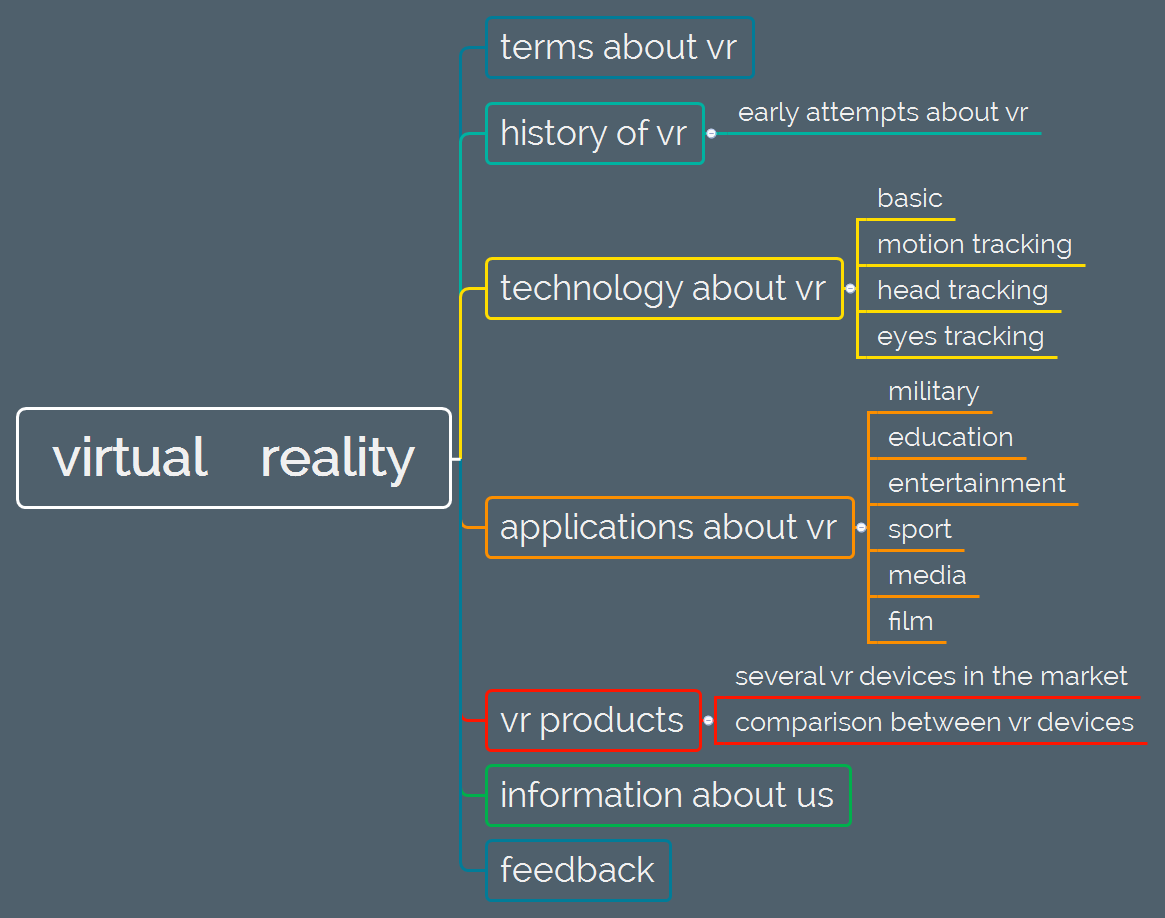 virtual reality
terms about vr
history of vr
early attempts about vr
technology about vr
basic
motion tracking
head tracking
eyes tracking
applications about vr
military
education
entertainment
sport
media
film
vr products
several vr devices in the market
comparison between vr devices
information about us
feedback